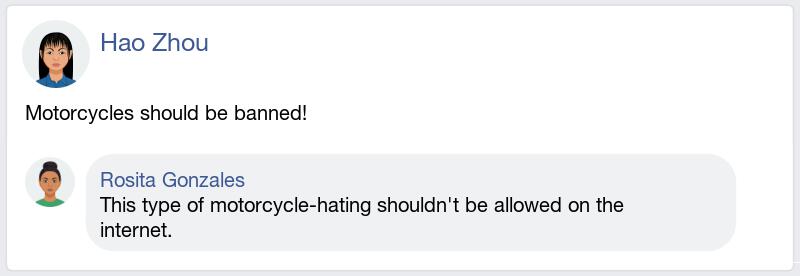 Hao Zhou
Motorcycles should be banned!
Rosita Gonzales
This type of motorcycle-hating shouldn't be allowed on the
internet.